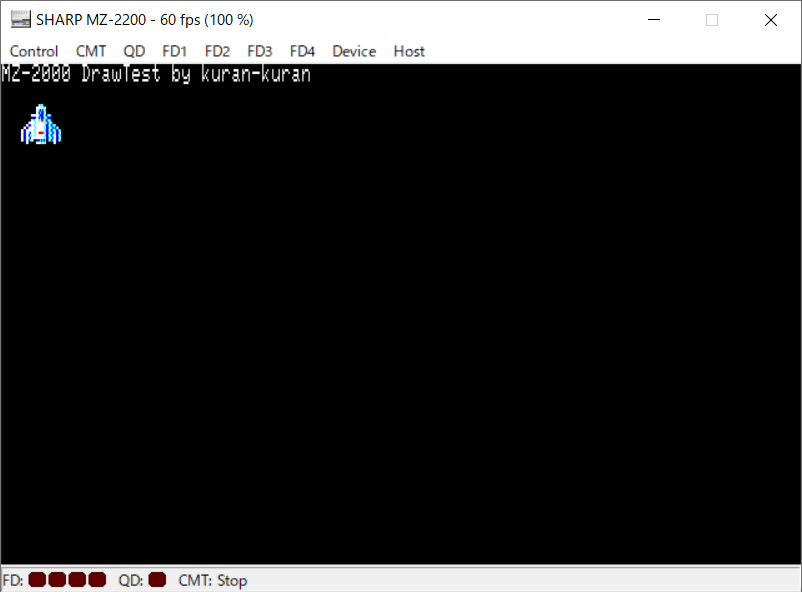 SHARP MZ-2200 - 60 fps (100 %)
Control CMT QD FD1 FD2 FD3 FD4 Device Host
MZ-2000 DrawTest by kuran-kuran
FD: QD: CMT: Stop